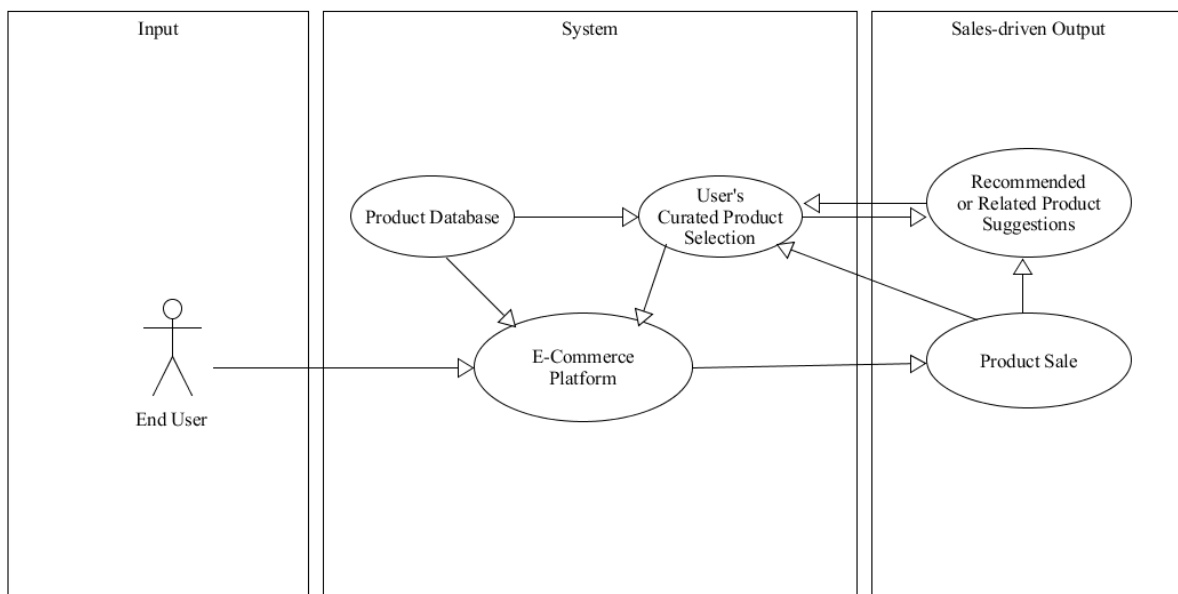 Input
System
Sales-driven Output
Product Database
User's
Curated Product
Selection
Recommended
or Related Product
Suggestions
End User
E-Commerce
Platform
Product Sale